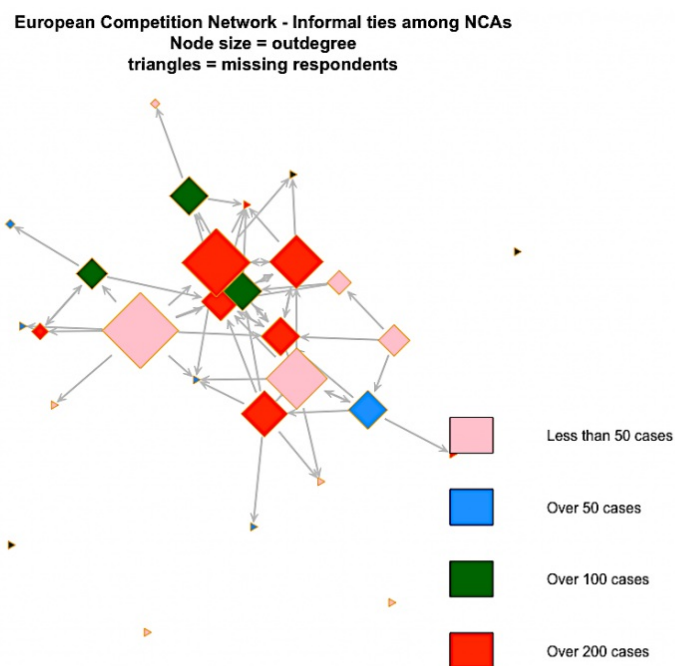 European Competition Network - Informal ties among NCAs
Node size = outdegree
triangles = missing respondents
Less than 50 cases
Over 50 cases
Over 100 cases
Over 200 cases